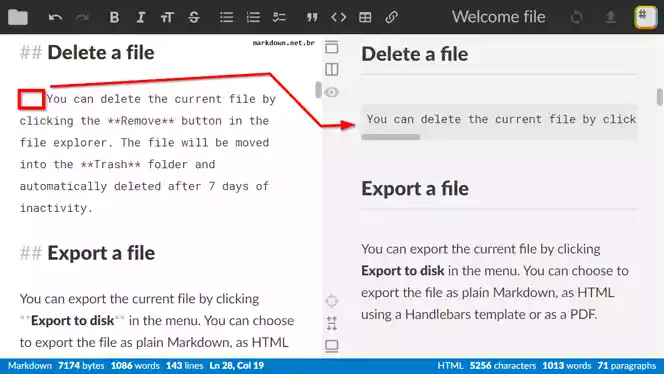 Welcome file
markdown.net.br
## Delete a file
You can delete the current file by
clicking the **Remove** button in the
file explorer. The file will be moved
into the **Trash** folder and
automatically deleted after 7 days of
inactivity.
## Export a file
You can export the current file by clicking
**Export to disk** in the menu. You can choose
to export the file as plain Markdown, as HTML
Delete a file
You can delete the current file by click
Export a file
You can export the current file by clicking
Export to disk in the menu. You can choose to
export the file as plain Markdown, as HTML
using a Handlebars template or as a PDF.
Markdown 7174 bytes 1086 words 143 lines Ln 28, Col 19
HTML 5256 characters 1013 words 71 paragraphs